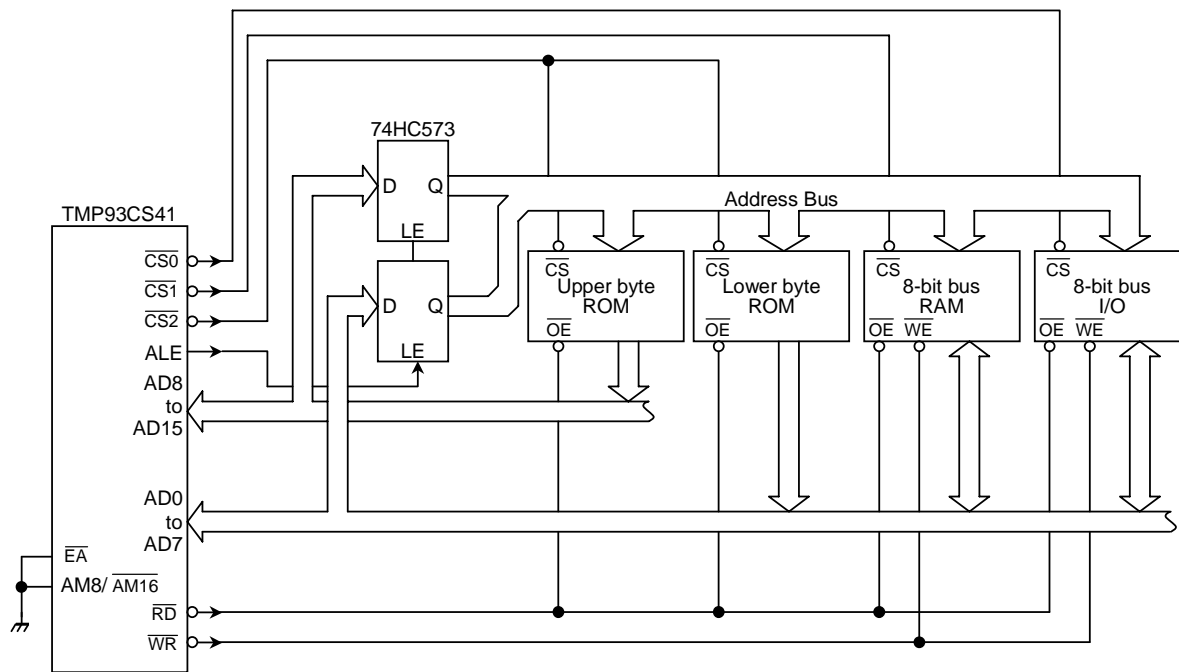 74HC573
D
Q
LE
D
Q
LE
TMP93CS41
CS0
CS1
CS2
ALE
AD8
to
AD15
AD0
to
AD7
EA
AM8/ AM16
RD
WR
Address Bus
CS
Upper byte
ROM
OE
CS
Lower byte
ROM
OE
CS
8-bit bus
RAM
OE
WE
CS
8-bit bus
I/O
OE
WE